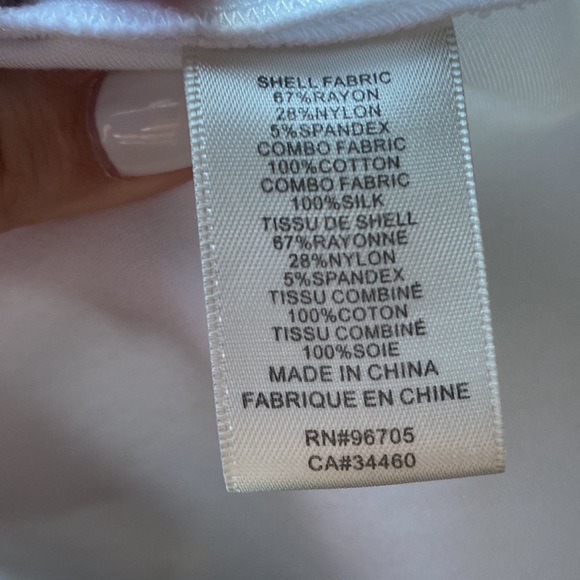 SHELL FABRIC
67%RAYON
28%NYLON
5%SPANDEX
COMBO FABRIC
100%COTTON
COMBO FABRIC
100%SILK
TISSU DE SHELL
67%RAYONNE
28%NYLON
5%SPANDEX
TISSU COMBINÉ
100%COTON
TISSU COMBINÉ
100%SOIE
MADE IN CHINA
FABRIQUE EN CHINE
RN#96705
CA#34460